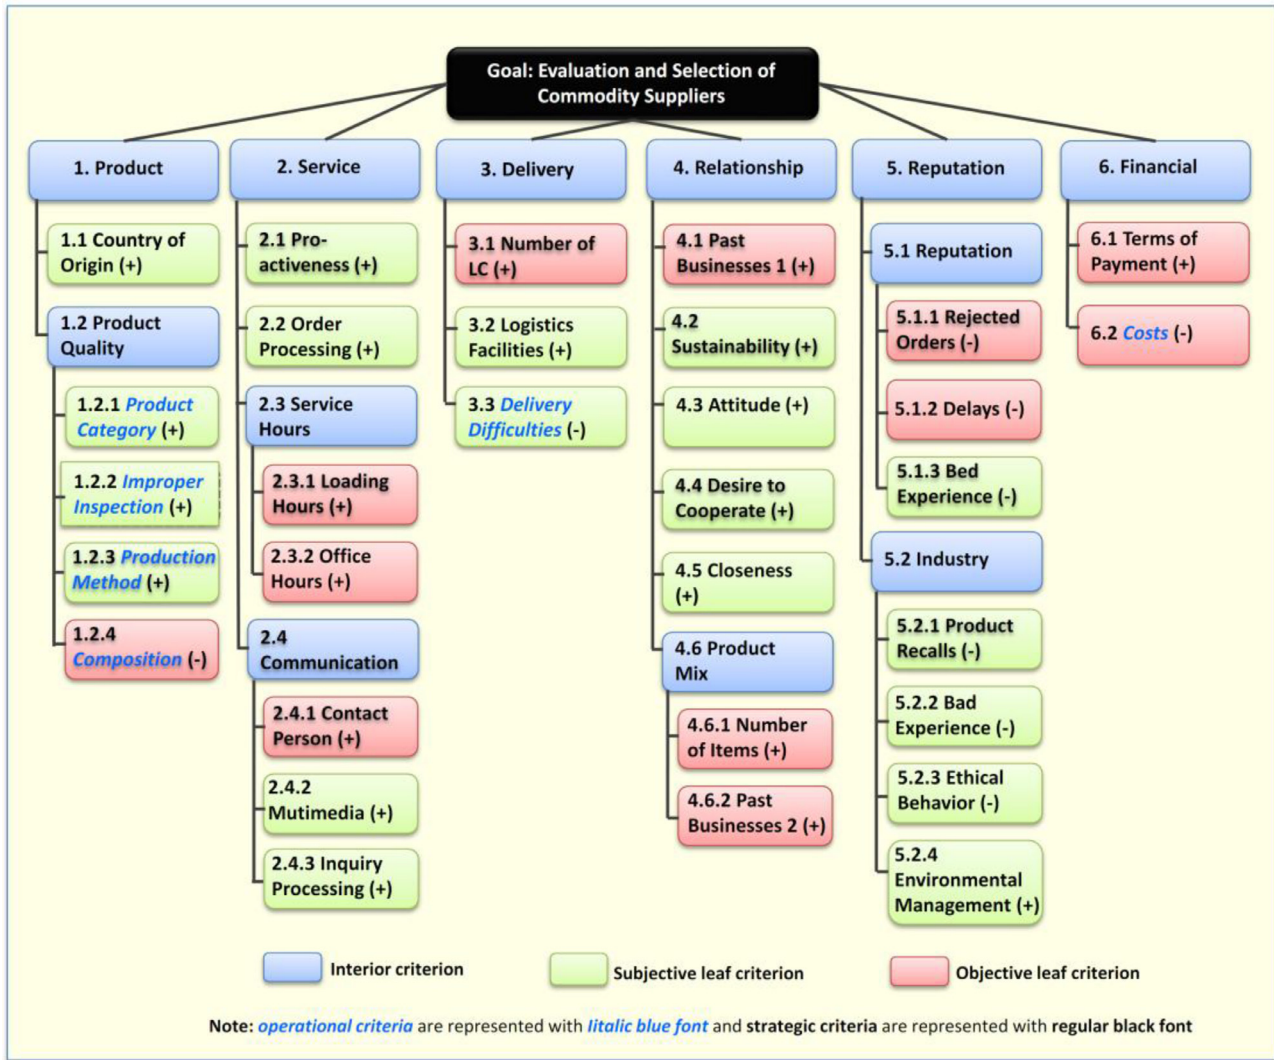 Goal: Evaluation and Selection of
Commodity Suppliers
1. Product
2. Service
3. Delivery
4. Relationship
5. Reputation
6. Financial
1.1 Country of
Origin (+)
1.2 Product
Quality
1.2.1 Product
Category (+)
1.2.2 Improper
Inspection (+)
1.2.3 Production
Method (+)
1.2.4
Composition (-)
2.1 Pro-
activeness (+)
2.2 Order
Processing (+)
2.3 Service
Hours
2.3.1 Loading
Hours (+)
2.3.2 Office
Hours (+)
2.4
Communication
2.4.1 Contact
Person (+)
2.4.2
Mutimedia (+)
2.4.3 Inquiry
Processing (+)
3.1 Number of
LC (+)
3.2 Logistics
Facilities (+)
3.3 Delivery
Difficulties (-)
4.1 Past
Businesses 1 (+)
4.2
Sustainability (+)
4.3 Attitude (+)
4.4 Desire to
Cooperate (+)
4.5 Closeness
(+)
4.6 Product
Mix
4.6.1 Number
of Items (+)
4.6.2 Past
Businesses 2 (+)
5.1 Reputation
5.1.1 Rejected
Orders (-)
5.1.2 Delays (-)
5.1.3 Bed
Experience (-)
5.2 Industry
5.2.1 Product
Recalls (-)
5.2.2 Bad
Experience (-)
5.2.3 Ethical
Behavior (-)
5.2.4
Environmental
Management (+)
6.1 Terms of
Payment (+)
6.2 Costs (-)
Interior criterion
Subjective leaf criterion
Objective leaf criterion
Note: operational criteria are represented with Iitalic blue font and strategic criteria are represented with regular black font